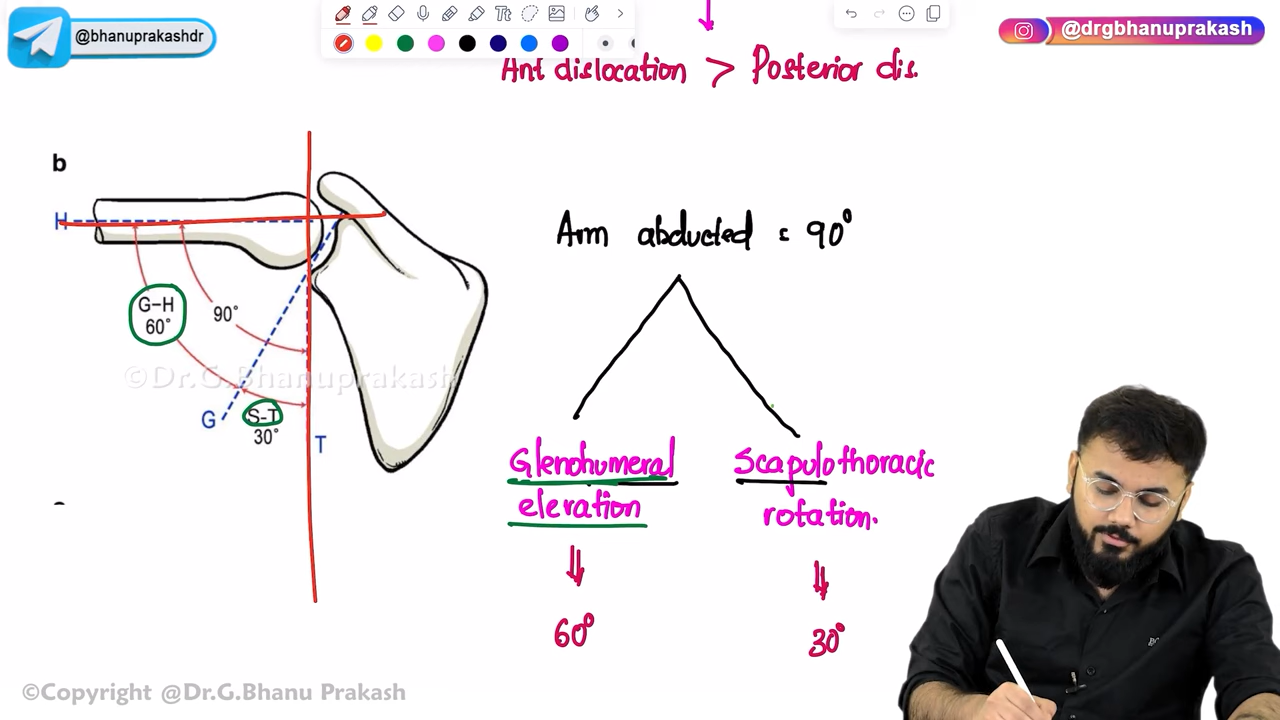 @bhanuprakashdr
Tt
@drgbhanuprakash
Ant dislocation > Posterior dis.
b
H
G-H
60°
90°
©Dr.G.Bhanuprakash
G
S-T
30°
T
Arm abducted : 90°
Glenohumeral
elevation
60°
Scapulothoracic
rotation.
30°
©Copyright @Dr.G.Bhanu Prakash